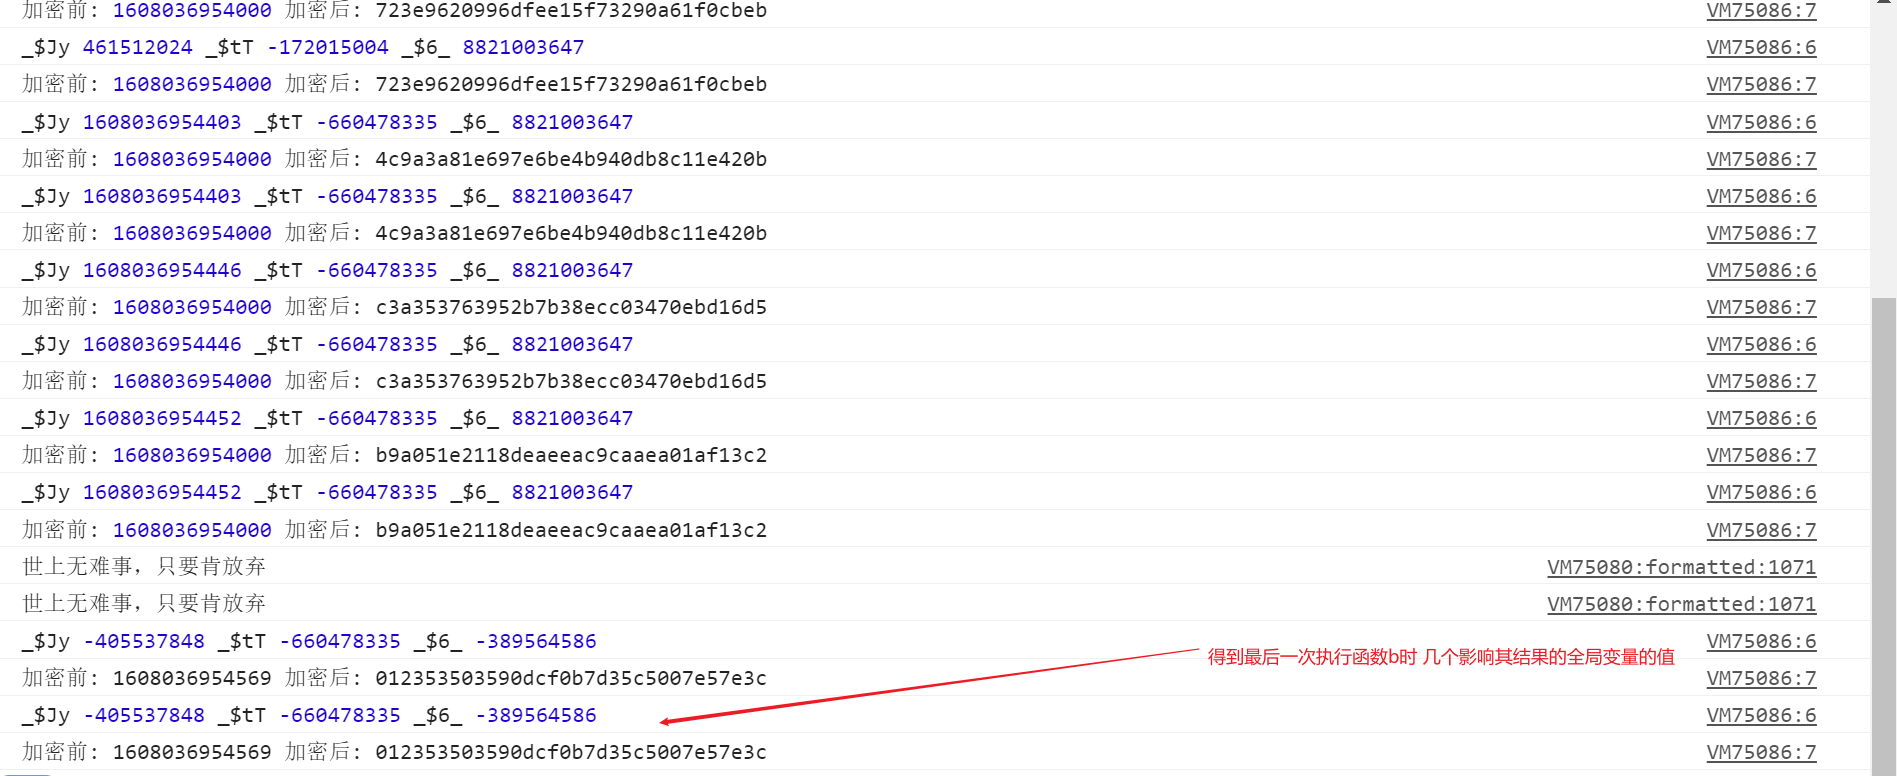 加密前: 1608036954000 加密后: 723e9620996dfee15f73290a61f0cbeb VM75086:7
_$Jy 461512024 _$tT -172015004 _$6_ 8821003647 VM75086:6
加密前: 1608036954000 加密后: 723e9620996dfee15f73290a61f0cbeb VM75086:7
_$Jy 1608036954403 _$tT -660478335 _$6_ 8821003647 VM75086:6
加密前: 1608036954000 加密后: 4c9a3a81e697e6be4b940db8c11e420b VM75086:7
_$Jy 1608036954403 _$tT -660478335 _$6_ 8821003647 VM75086:6
加密前: 1608036954000 加密后: 4c9a3a81e697e6be4b940db8c11e420b VM75086:7
_$Jy 1608036954446 _$tT -660478335 _$6_ 8821003647 VM75086:6
加密前: 1608036954000 加密后: c3a353763952b7b38ecc03470ebd16d5 VM75086:7
_$Jy 1608036954446 _$tT -660478335 _$6_ 8821003647 VM75086:6
加密前: 1608036954000 加密后: c3a353763952b7b38ecc03470ebd16d5 VM75086:7
_$Jy 1608036954452 _$tT -660478335 _$6_ 8821003647 VM75086:6
加密前: 1608036954000 加密后: b9a051e2118deaeeac9caaea01af13c2 VM75086:7
_$Jy 1608036954452 _$tT -660478335 _$6_ 8821003647 VM75086:6
加密前: 1608036954000 加密后: b9a051e2118deaeeac9caaea01af13c2 VM75086:7
世上无难事，只要肯放弃 VM75080:formatted:1071
世上无难事，只要肯放弃 VM75080:formatted:1071
_$Jy -405537848 _$tT -660478335 _$6_ -389564586 VM75086:6
得到最后一次执行函数b时 几个影响其结果的全局变量的值
加密前: 1608036954569 加密后: 012353503590dcf0b7d35c5007e57e3c VM75086:7
_$Jy -405537848 _$tT -660478335 _$6_ -389564586 VM75086:6
加密前: 1608036954569 加密后: 012353503590dcf0b7d35c5007e57e3c VM75086:7